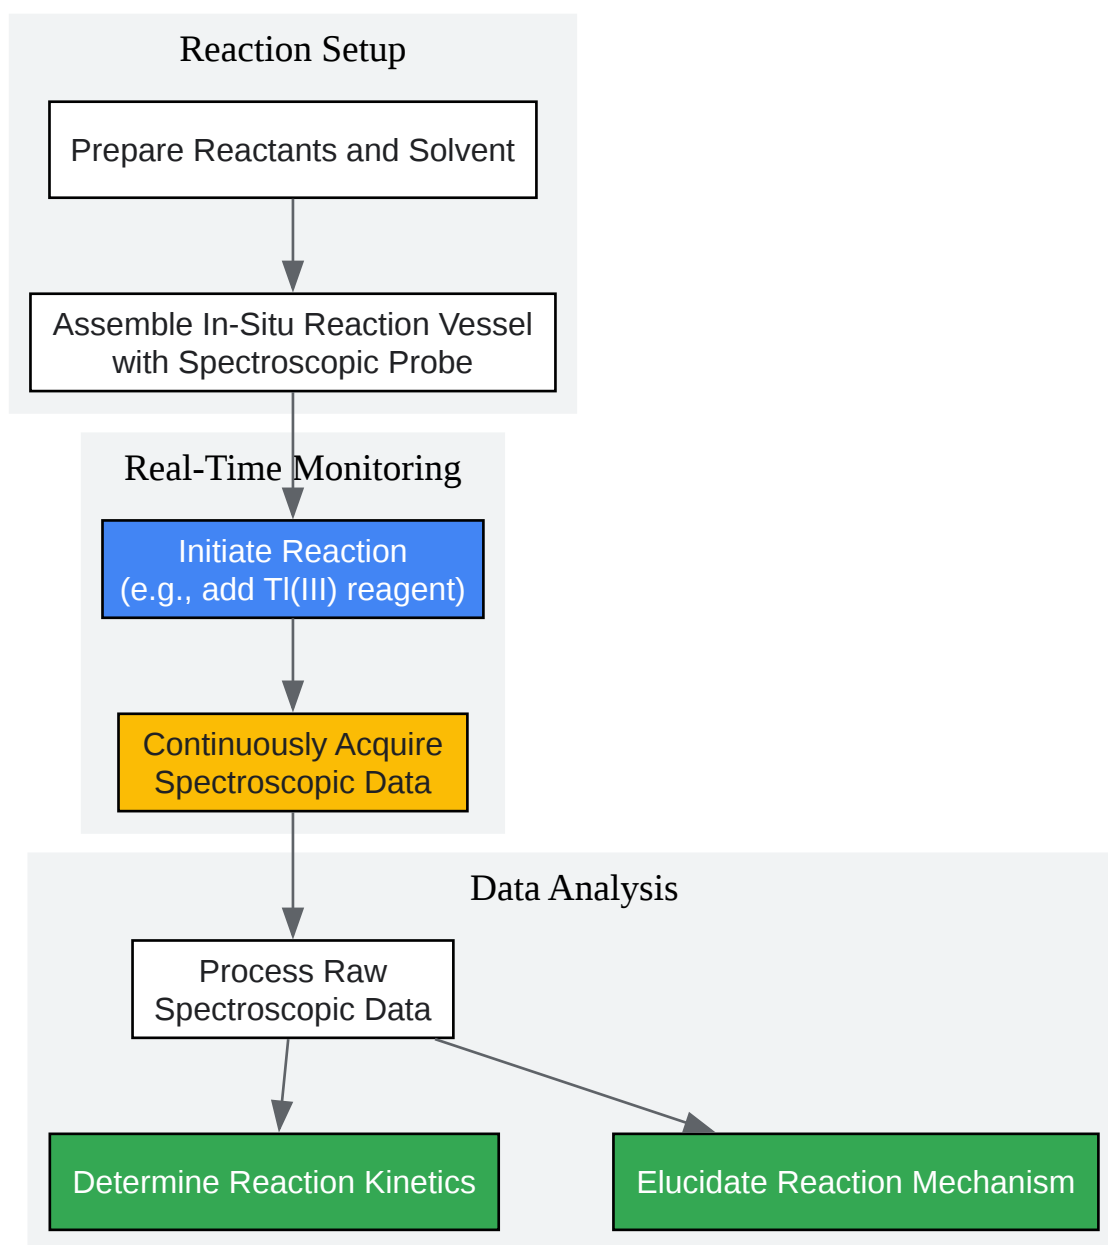 Reaction Setup
Prepare Reactants and Solvent
Assemble In-Situ Reaction Vessel
with Spectroscopic Probe
Real-Time Monitoring
Initiate Reaction
(e.g., add Tl(III) reagent)
Continuously Acquire
Spectroscopic Data
Data Analysis
Process Raw
Spectroscopic Data
Determine Reaction Kinetics
Elucidate Reaction Mechanism